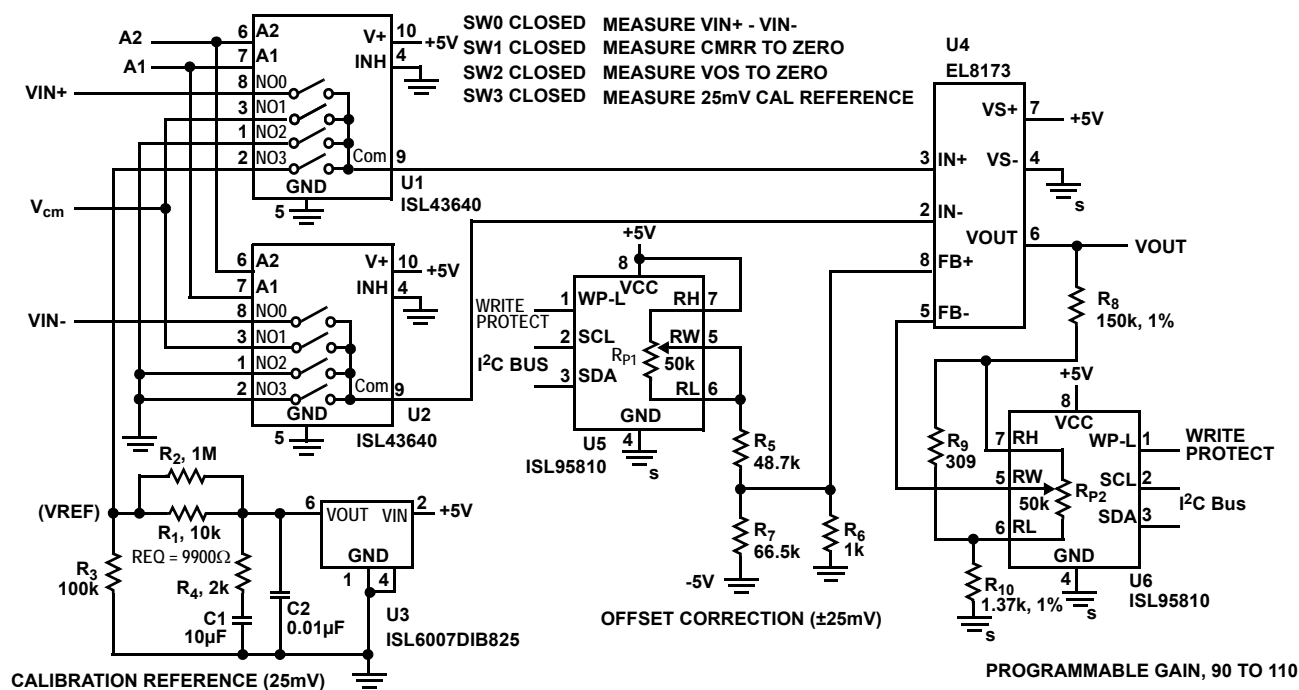 SW0 CLOSED MEASURE VIN+ - VIN-
SW1 CLOSED MEASURE CMRR TO ZERO
SW2 CLOSED MEASURE VOS TO ZERO
SW3 CLOSED MEASURE 25mV CAL REFERENCE
A2
A1
VIN+
Vcm
6 A2
7 A1
8 NO0
3 NO1
1 NO2
2 NO3
V+ 10 +5V
INH 4
Com 9
GND
5
U1
ISL43640
VIN-
6 A2
7 A1
8 NO0
3 NO1
1 NO2
2 NO3
V+ 10 +5V
INH 4
Com 9
GND
5
U2
ISL43640
R2, 1M
(VREF)
R1, 10k
REQ = 9900Ω
R3
100k
R4, 2k
C1
10µF
C2
0.01µF
6 VOUT VIN 2 +5V
GND
1 4
U3
ISL6007DIB825
CALIBRATION REFERENCE (25mV)
+5V
8
VCC
WRITE PROTECT
1 WP-L
2 SCL
I²C BUS
3 SDA
RH 7
RW 5
RP1
50k
RL 6
GND
4
s
U5
ISL95810
R5
48.7k
R7
66.5k
-5V
R6
1k
OFFSET CORRECTION (±25mV)
U4
EL8173
VS+ 7 +5V
3 IN+
VS- 4
s
2 IN-
VOUT 6 VOUT
8 FB+
5 FB-
R8
150k, 1%
+5V
8
VCC
R9
309
7 RH
WP-L 1
WRITE PROTECT
5 RW
RP2
50k
SCL 2
I²C Bus
SDA 3
6 RL
GND
4
s
R10
1.37k, 1%
s
U6
ISL95810
PROGRAMMABLE GAIN, 90 TO 110